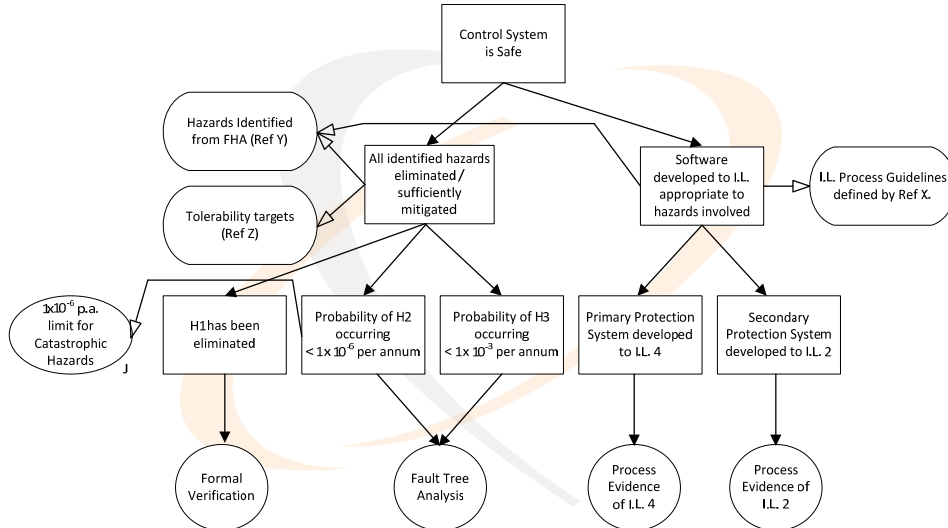 Control System
is Safe
Hazards Identified
from FHA (Ref Y)
All identified hazards
eliminated /
sufficiently
mitigated
Software
developed to I.L.
appropriate to
hazards involved
I.L. Process Guidelines
defined by Ref X.
Tolerability targets
(Ref Z)
1x10⁻⁶ p.a.
limit for
Catastrophic
Hazards
J
H1 has been
eliminated
Probability of H2
occurring
< 1x 10⁻⁶ per annum
Probability of H3
occurring
< 1x 10⁻³ per annum
Primary Protection
System developed
to I.L. 4
Secondary
Protection System
developed to I.L. 2
Formal
Verification
Fault Tree
Analysis
Process
Evidence
of I.L. 4
Process
Evidence of
I.L. 2